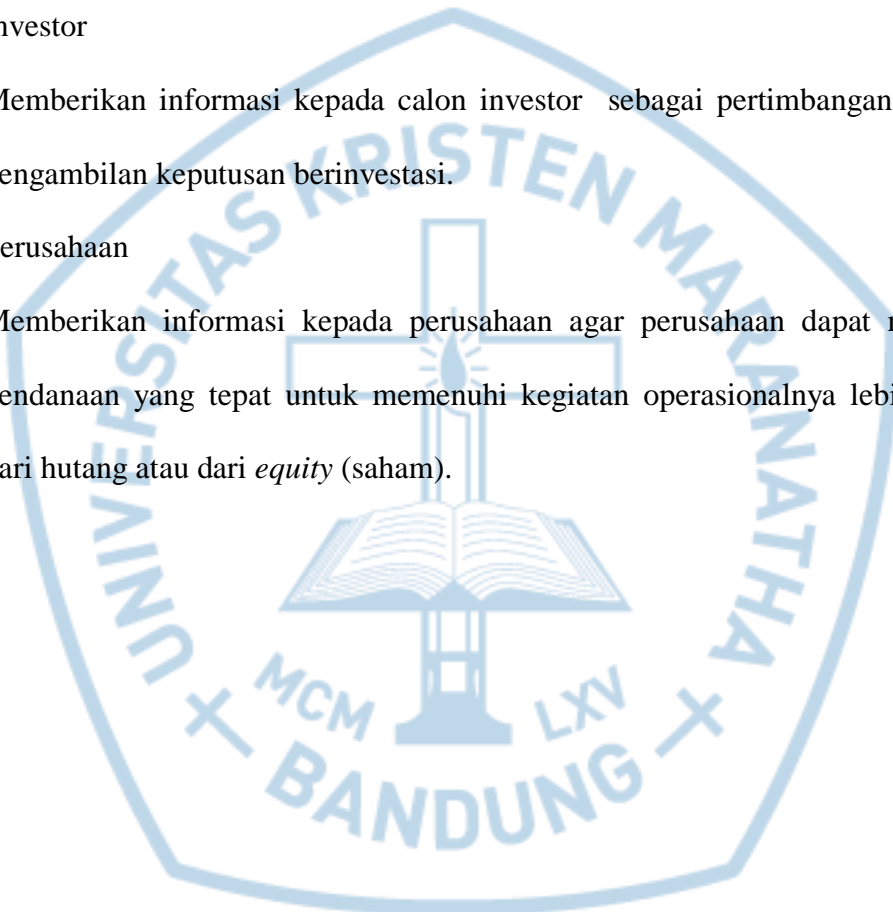 nvestor
Memberikan informasi kepada calon investor sebagai pertimbangan
engambilan keputusan berinvestasi.
erusahaan
Memberikan informasi kepada perusahaan agar perusahaan dapat
endanaan yang tepat untuk memenuhi kegiatan operasionalnya lebi
ari hutang atau dari equity (saham).
UNIVERSITAS KRISTEN MARANATHA
MCM LXV
BANDUNG